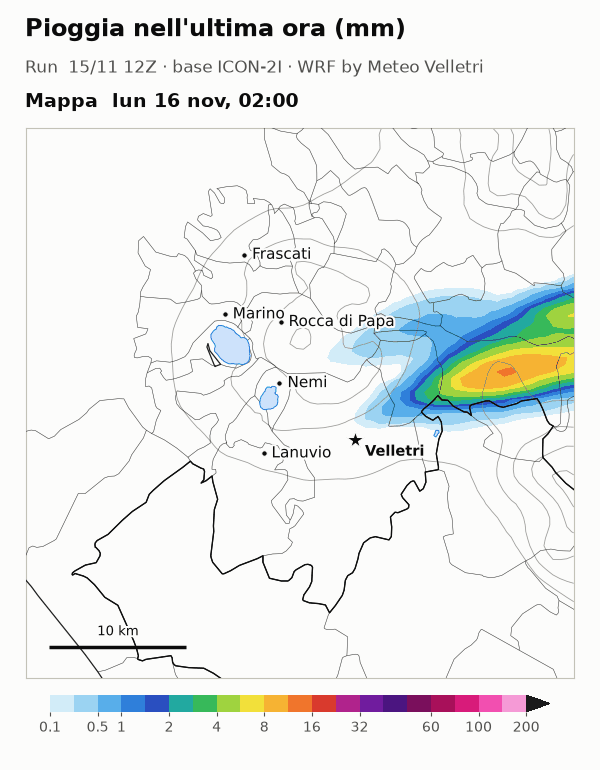 Pioggia nell'ultima ora (mm)
Run  15/11 12Z · base ICON-2I · WRF by Meteo Velletri
Mappa  lun 16 nov, 02:00
Frascati
Marino
Rocca di Papa
Nemi
Velletri
Lanuvio
10 km
0.1 0.5 1 2 4 8 16 32 60 100 200